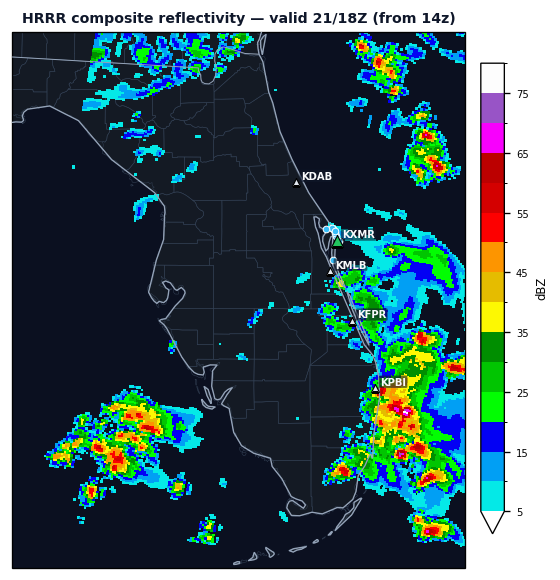 HRRR composite reflectivity — valid 21/18Z (from 14z)
KDAB
KXMR
KMLB
KFPR
KPBI
75
65
55
45
35
25
15
5
dBZ